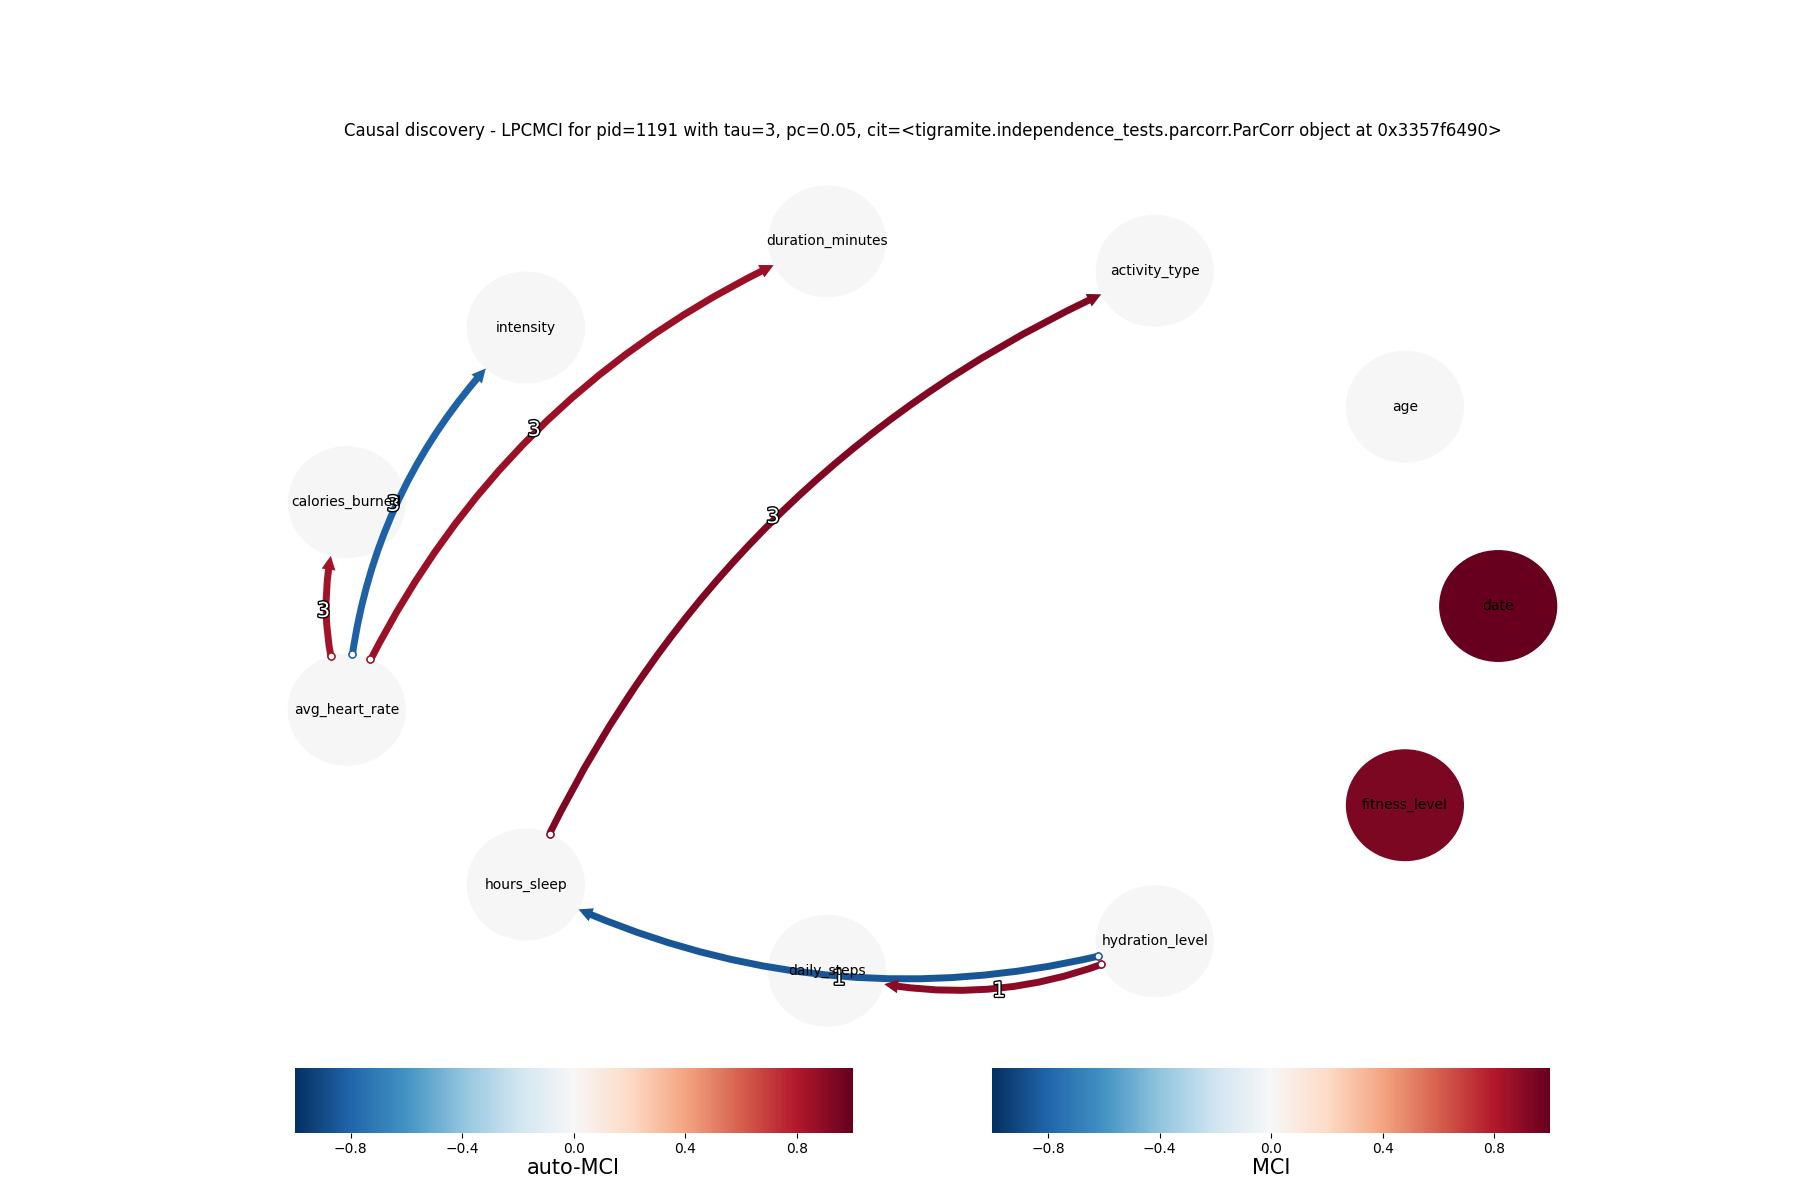 Causal discovery - LPCMCI for pid=1191 with tau=3, pc=0.05, cit=<tigramite.independence_tests.parcorr.ParCorr object at 0x3357f6490>
duration_minutes
activity_type
intensity
age
3
calories_burned
3
3
date
3
avg_heart_rate
fitness_level
hours_sleep
hydration_level
daily_steps
1
1
−0.8 −0.4 0.0 0.4 0.8
auto-MCI
−0.8 −0.4 0.0 0.4 0.8
MCI